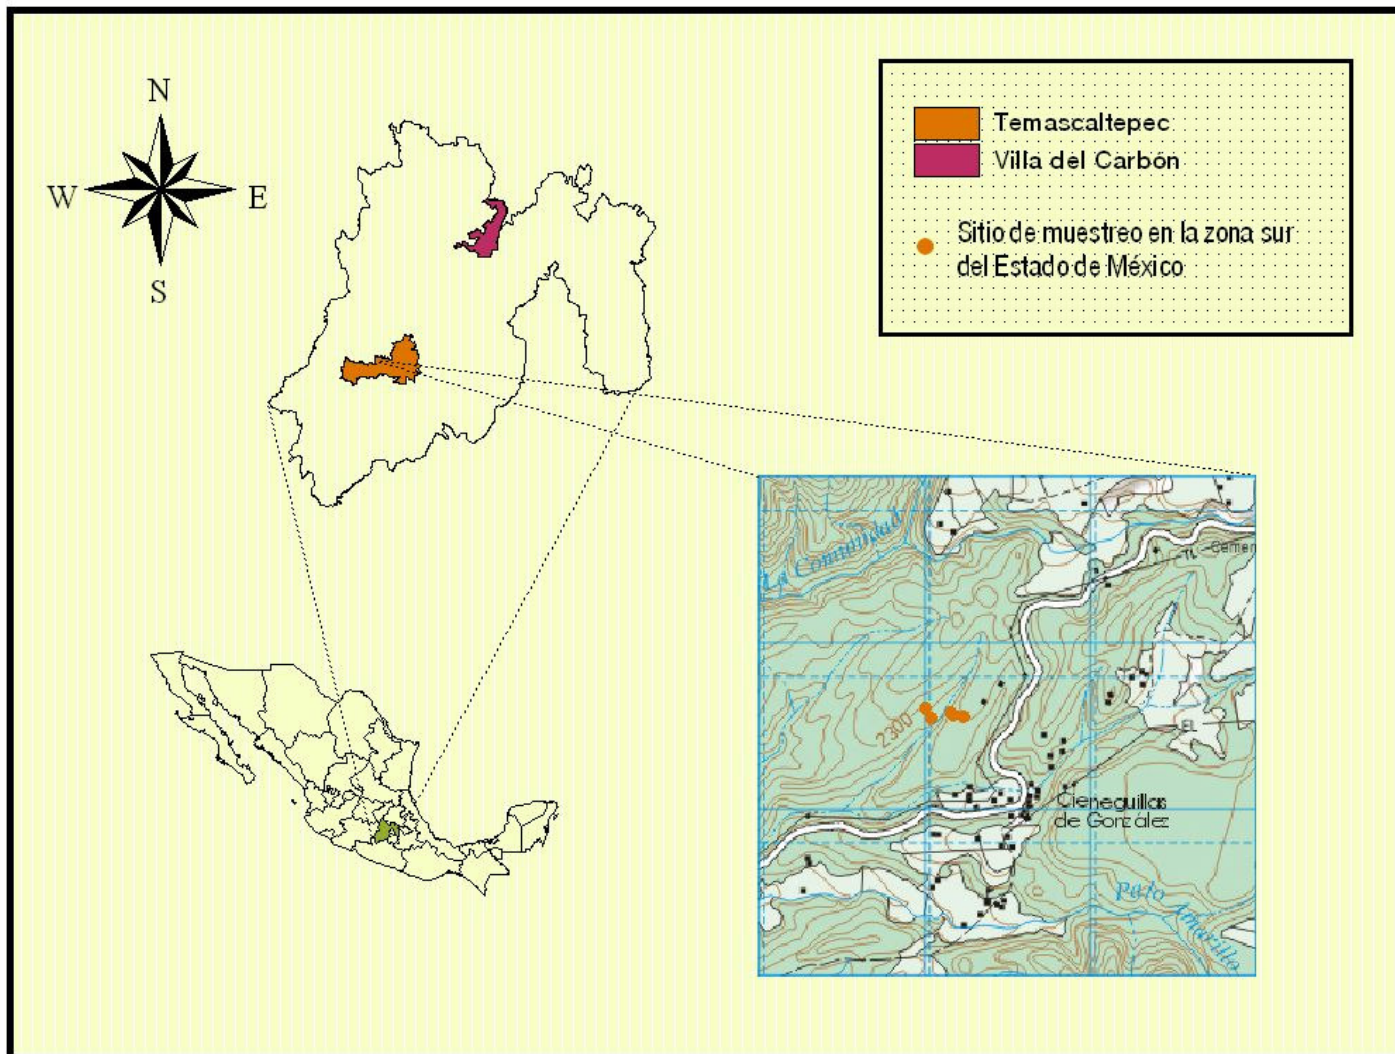 N
W E
S
Temascaltepec
Villa del Carbón
Sitio de muestreo en la zona sur
del Estado de México
La Comunidad
2300
EL
Cieneguillas
de González
Palo Amarillo